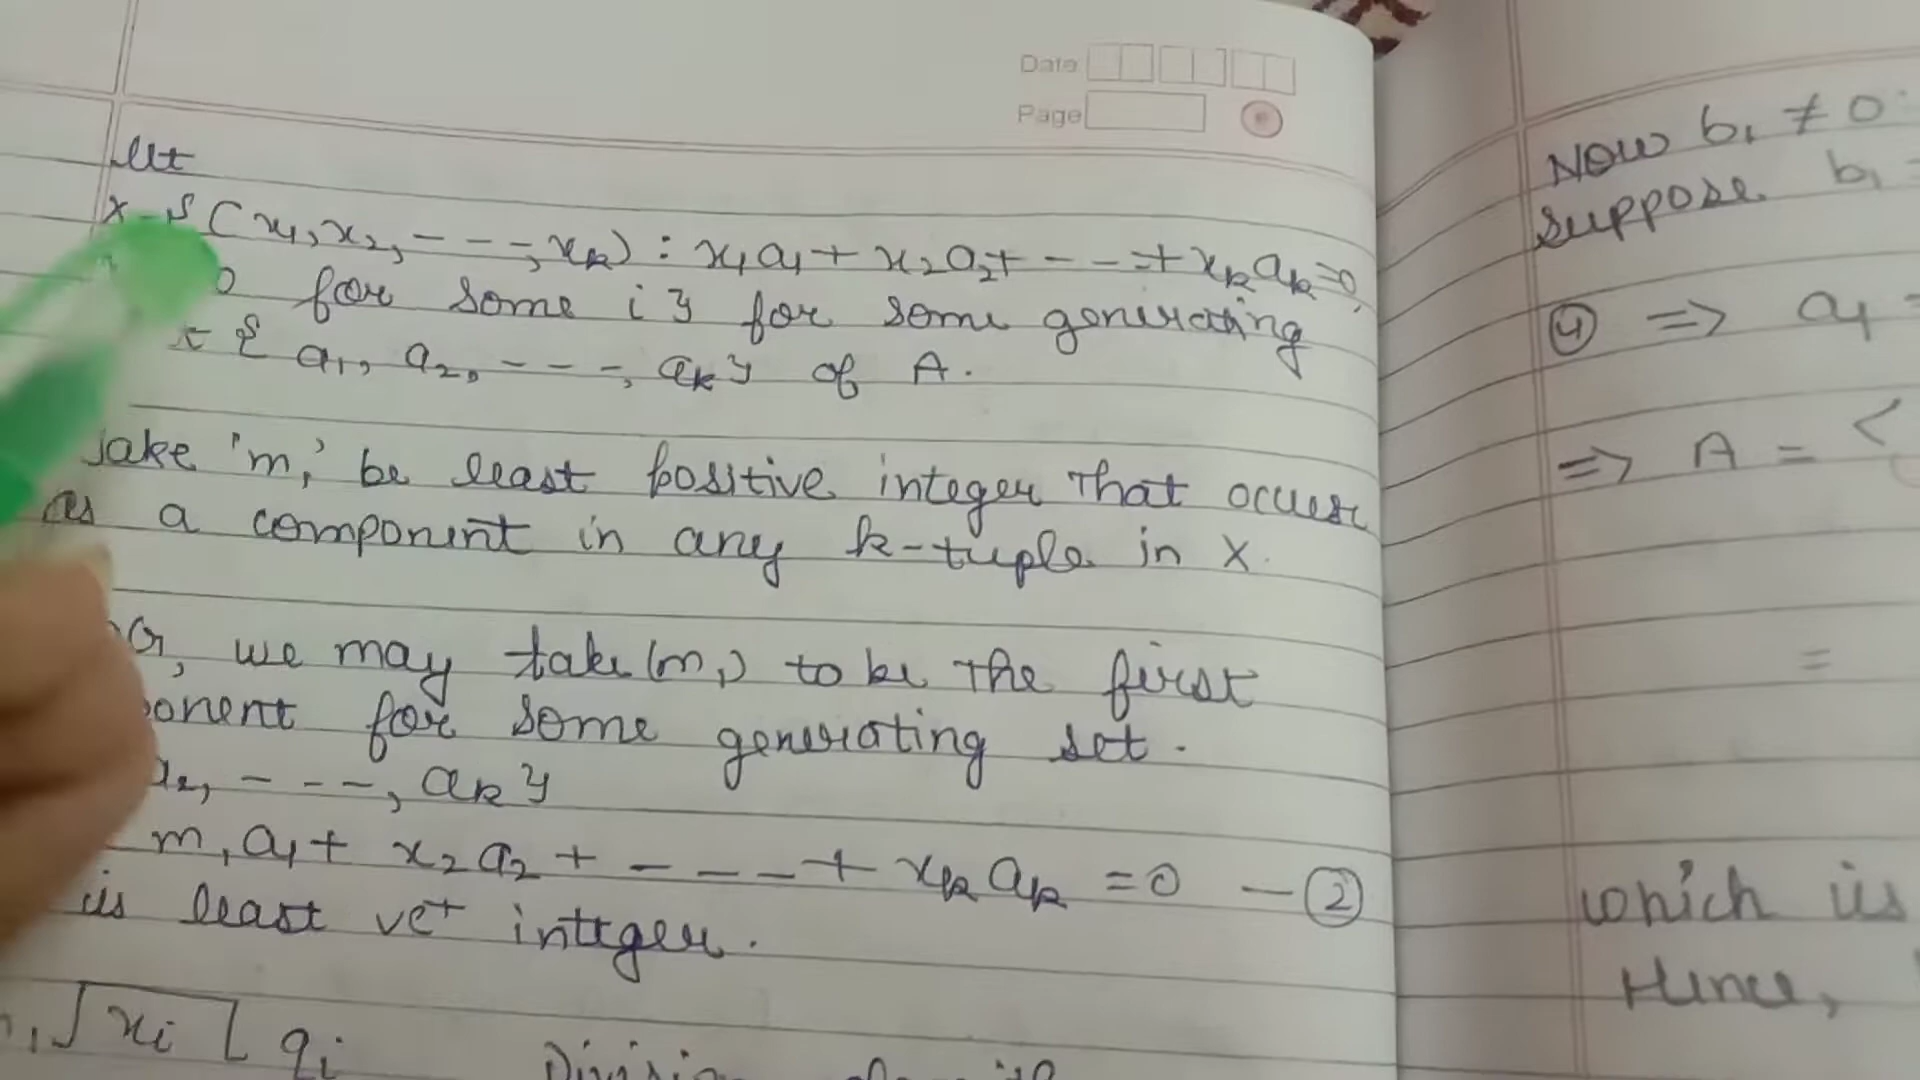 Date
Page
Let
X = { (x1, x2, - - -, xk) : x1a1 + x2a2 + - - - + xkak = 0,
0 for some i } for some generating
{ a1, a2, - - -, ak } of A.
Take 'm1' be least positive integer that occurs
as a component in any k-tuple in X.
we may take (m1) to be the first
for some generating set.
- - -, ak }
m1a1 + x2a2 + - - - + xkak = 0 — ②
is least ve+ integer.
xi qi Division
Now b1 ≠ 0
Suppose b1 =
④ => a1 =
=> A = <
=
which is
Hence,